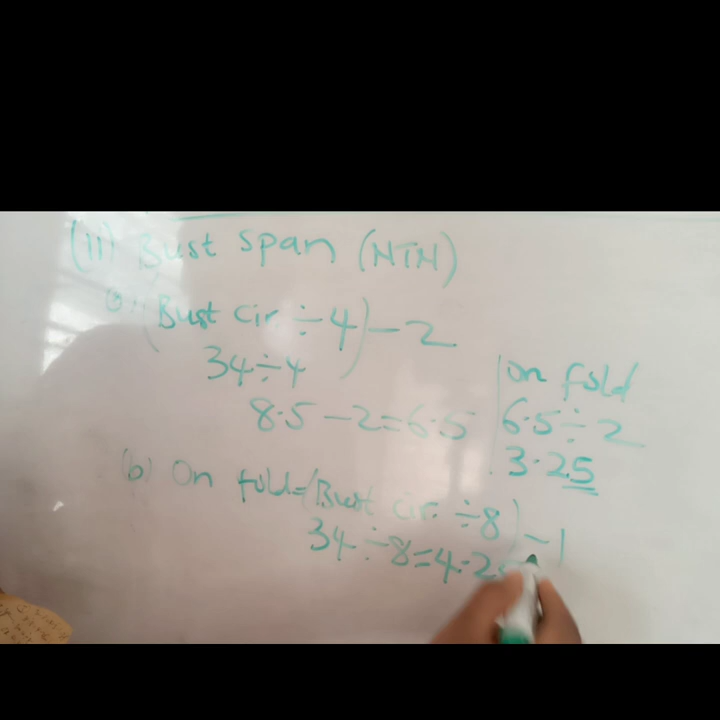 (ii) Bust span (NTN)
(Bust cir ÷ 4) - 2
34 ÷ 4
8.5 - 2 = 6.5
on fold
6.5 ÷ 2
3.25
(b) On fold = (Bust cir. ÷ 8) - 1
34 ÷ 8 = 4.25